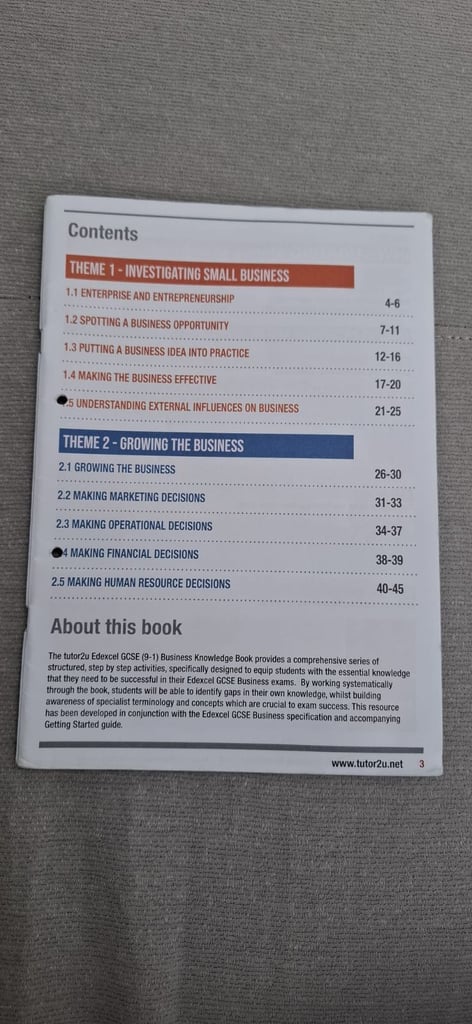 Contents
THEME 1 - INVESTIGATING SMALL BUSINESS
1.1 ENTERPRISE AND ENTREPRENEURSHIP 4-6
1.2 SPOTTING A BUSINESS OPPORTUNITY 7-11
1.3 PUTTING A BUSINESS IDEA INTO PRACTICE 12-16
1.4 MAKING THE BUSINESS EFFECTIVE 17-20
.5 UNDERSTANDING EXTERNAL INFLUENCES ON BUSINESS 21-25
THEME 2 - GROWING THE BUSINESS
2.1 GROWING THE BUSINESS 26-30
2.2 MAKING MARKETING DECISIONS 31-33
2.3 MAKING OPERATIONAL DECISIONS 34-37
4 MAKING FINANCIAL DECISIONS 38-39
2.5 MAKING HUMAN RESOURCE DECISIONS 40-45
About this book
The tutor2u Edexcel GCSE (9-1) Business Knowledge Book provides a comprehensive series of
structured, step by step activities, specifically designed to equip students with the essential knowledge
that they need to be successful in their Edexcel GCSE Business exams. By working systematically
through the book, students will be able to identify gaps in their own knowledge, whilst building
awareness of specialist terminology and concepts which are crucial to exam success. This resource
has been developed in conjunction with the Edexcel GCSE Business specification and accompanying
Getting Started guide.
www.tutor2u.net 3